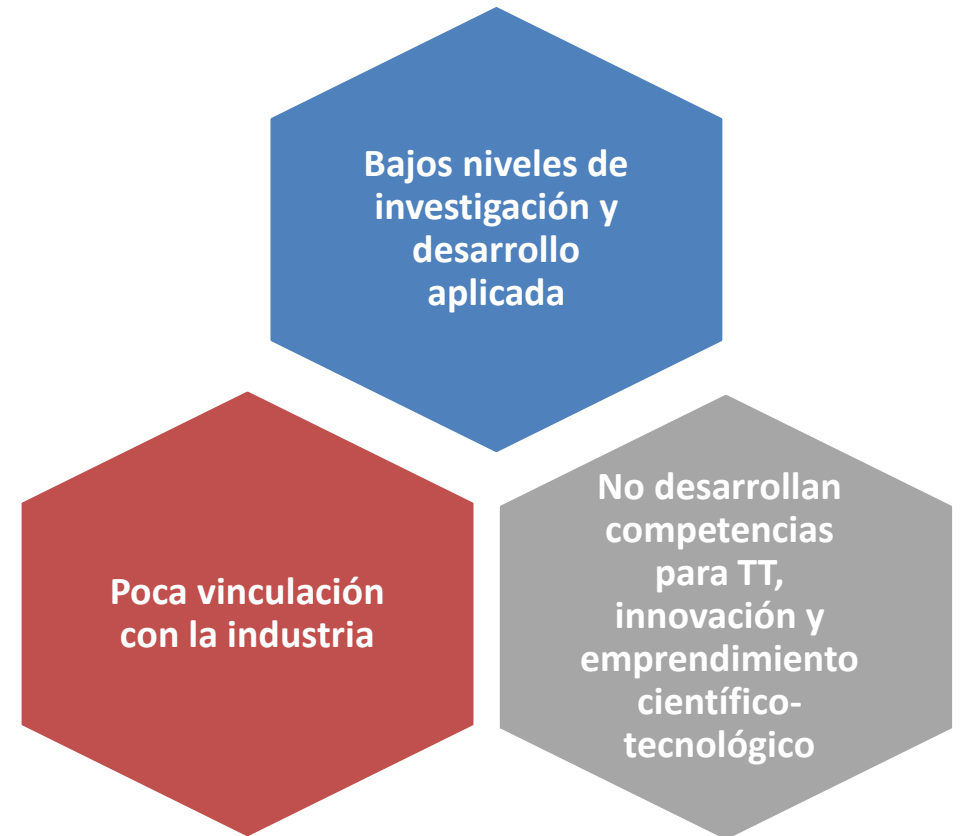 Bajos niveles de
investigación y
desarrollo
aplicada
Poca vinculación
con la industria
No desarrollan
competencias
para TT,
innovación y
emprendimiento
científico-
tecnológico